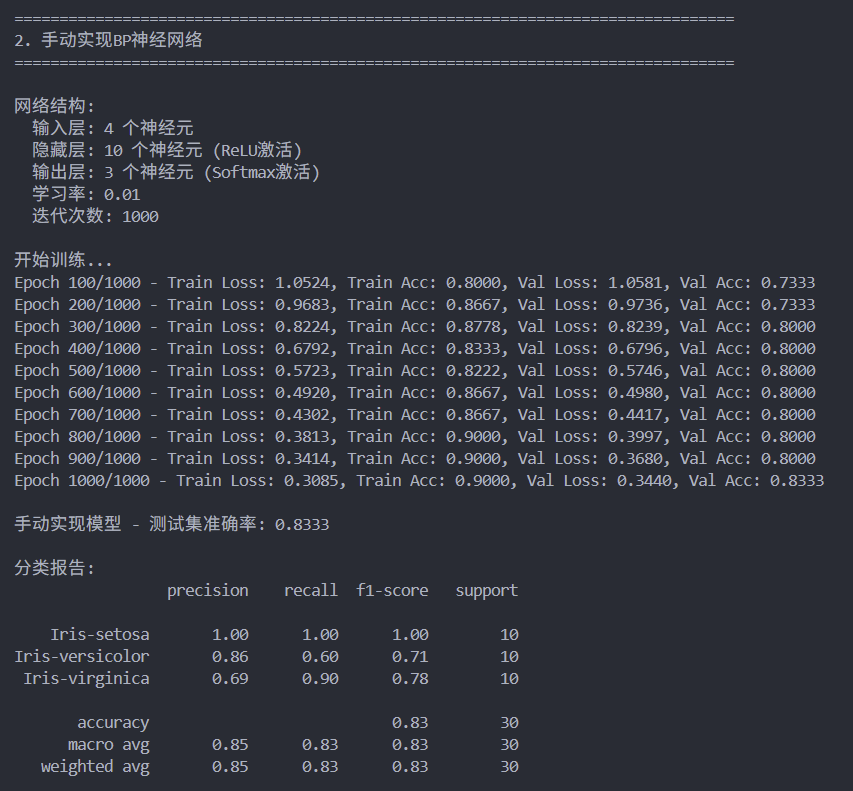 ================================================================================
2. 手动实现BP神经网络
================================================================================
网络结构:
输入层: 4 个神经元
隐藏层: 10 个神经元 (ReLU激活)
输出层: 3 个神经元 (Softmax激活)
学习率: 0.01
迭代次数: 1000
开始训练...
Epoch 100/1000 - Train Loss: 1.0524, Train Acc: 0.8000, Val Loss: 1.0581, Val Acc: 0.7333
Epoch 200/1000 - Train Loss: 0.9683, Train Acc: 0.8667, Val Loss: 0.9736, Val Acc: 0.7333
Epoch 300/1000 - Train Loss: 0.8224, Train Acc: 0.8778, Val Loss: 0.8239, Val Acc: 0.8000
Epoch 400/1000 - Train Loss: 0.6792, Train Acc: 0.8333, Val Loss: 0.6796, Val Acc: 0.8000
Epoch 500/1000 - Train Loss: 0.5723, Train Acc: 0.8222, Val Loss: 0.5746, Val Acc: 0.8000
Epoch 600/1000 - Train Loss: 0.4920, Train Acc: 0.8667, Val Loss: 0.4980, Val Acc: 0.8000
Epoch 700/1000 - Train Loss: 0.4302, Train Acc: 0.8667, Val Loss: 0.4417, Val Acc: 0.8000
Epoch 800/1000 - Train Loss: 0.3813, Train Acc: 0.9000, Val Loss: 0.3997, Val Acc: 0.8000
Epoch 900/1000 - Train Loss: 0.3414, Train Acc: 0.9000, Val Loss: 0.3680, Val Acc: 0.8000
Epoch 1000/1000 - Train Loss: 0.3085, Train Acc: 0.9000, Val Loss: 0.3440, Val Acc: 0.8333
手动实现模型 - 测试集准确率: 0.8333
分类报告:
precision recall f1-score support
Iris-setosa 1.00 1.00 1.00 10
Iris-versicolor 0.86 0.60 0.71 10
Iris-virginica 0.69 0.90 0.78 10
accuracy 0.83 30
macro avg 0.85 0.83 0.83 30
weighted avg 0.85 0.83 0.83 30